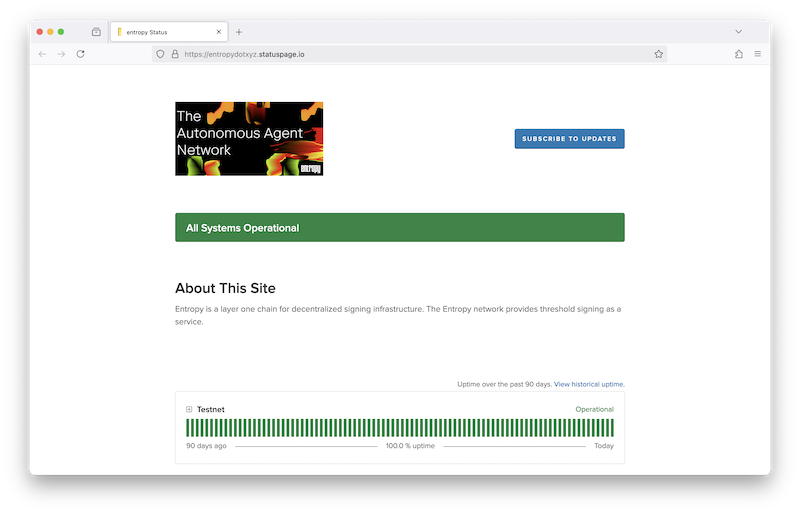 entropy Status
https://entropydotxyz.statuspage.io
The
Autonomous Agent
Network
entropy
SUBSCRIBE TO UPDATES
All Systems Operational
About This Site
Entropy is a layer one chain for decentralized signing infrastructure. The Entropy network provides threshold signing as a
service.
Uptime over the past 90 days. View historical uptime.
Testnet Operational
90 days ago 100.0 % uptime Today